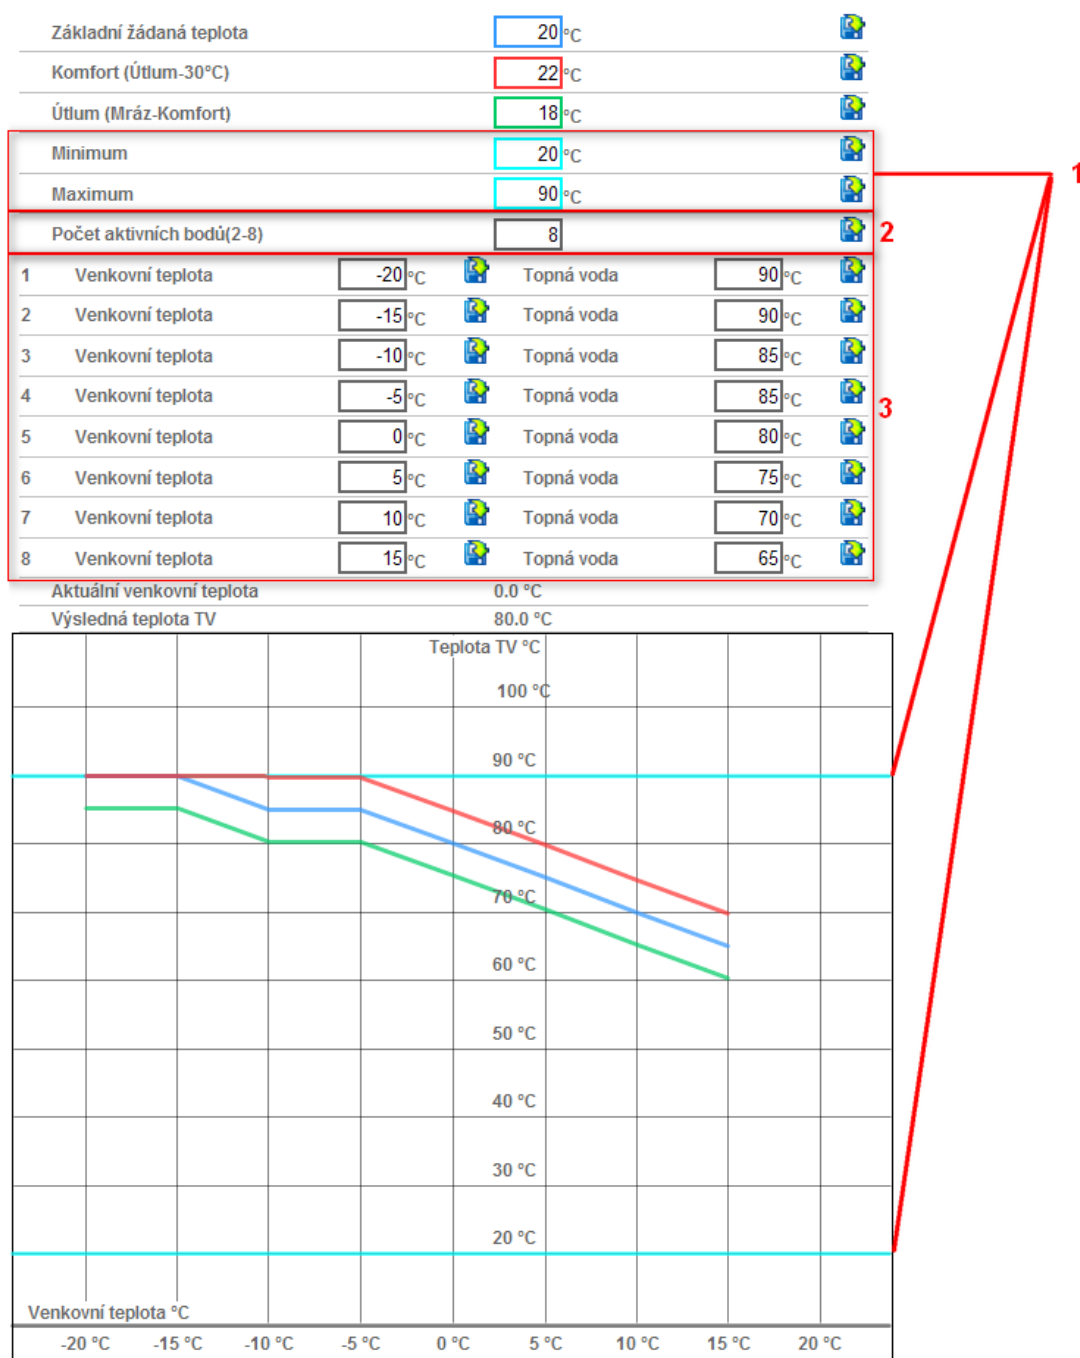 Základní žádaná teplota 20 °C
Komfort (Útlum-30°C) 22 °C
Útlum (Mráz-Komfort) 18 °C
Minimum 20 °C
Maximum 90 °C
1
Počet aktivních bodů(2-8) 8
2
1 Venkovní teplota -20 °C Topná voda 90 °C
2 Venkovní teplota -15 °C Topná voda 90 °C
3 Venkovní teplota -10 °C Topná voda 85 °C
4 Venkovní teplota -5 °C Topná voda 85 °C
3
5 Venkovní teplota 0 °C Topná voda 80 °C
6 Venkovní teplota 5 °C Topná voda 75 °C
7 Venkovní teplota 10 °C Topná voda 70 °C
8 Venkovní teplota 15 °C Topná voda 65 °C
Aktuální venkovní teplota 0.0 °C
Výsledná teplota TV 80.0 °C
Teplota TV °C
100 °C
90 °C
80 °C
70 °C
60 °C
50 °C
40 °C
30 °C
20 °C
Venkovní teplota °C
-20 °C -15 °C -10 °C -5 °C 0 °C 5 °C 10 °C 15 °C 20 °C